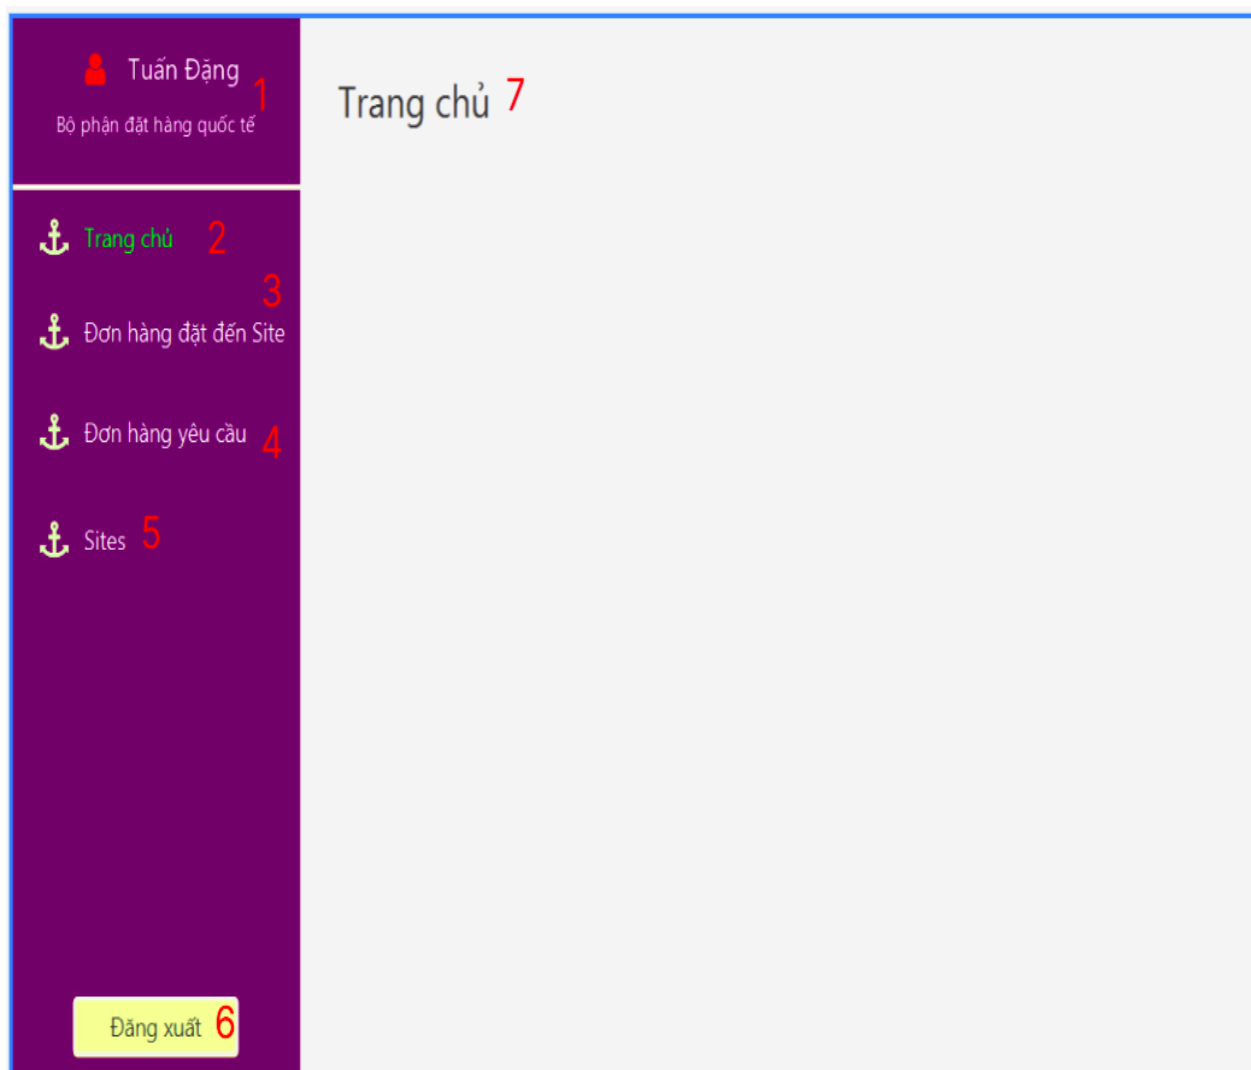 Tuấn Đặng
1
Bộ phận đặt hàng quốc tế
Trang chủ 7
Trang chủ 2
3
Đơn hàng đặt đến Site
Đơn hàng yêu cầu 4
Sites 5
Đăng xuất 6